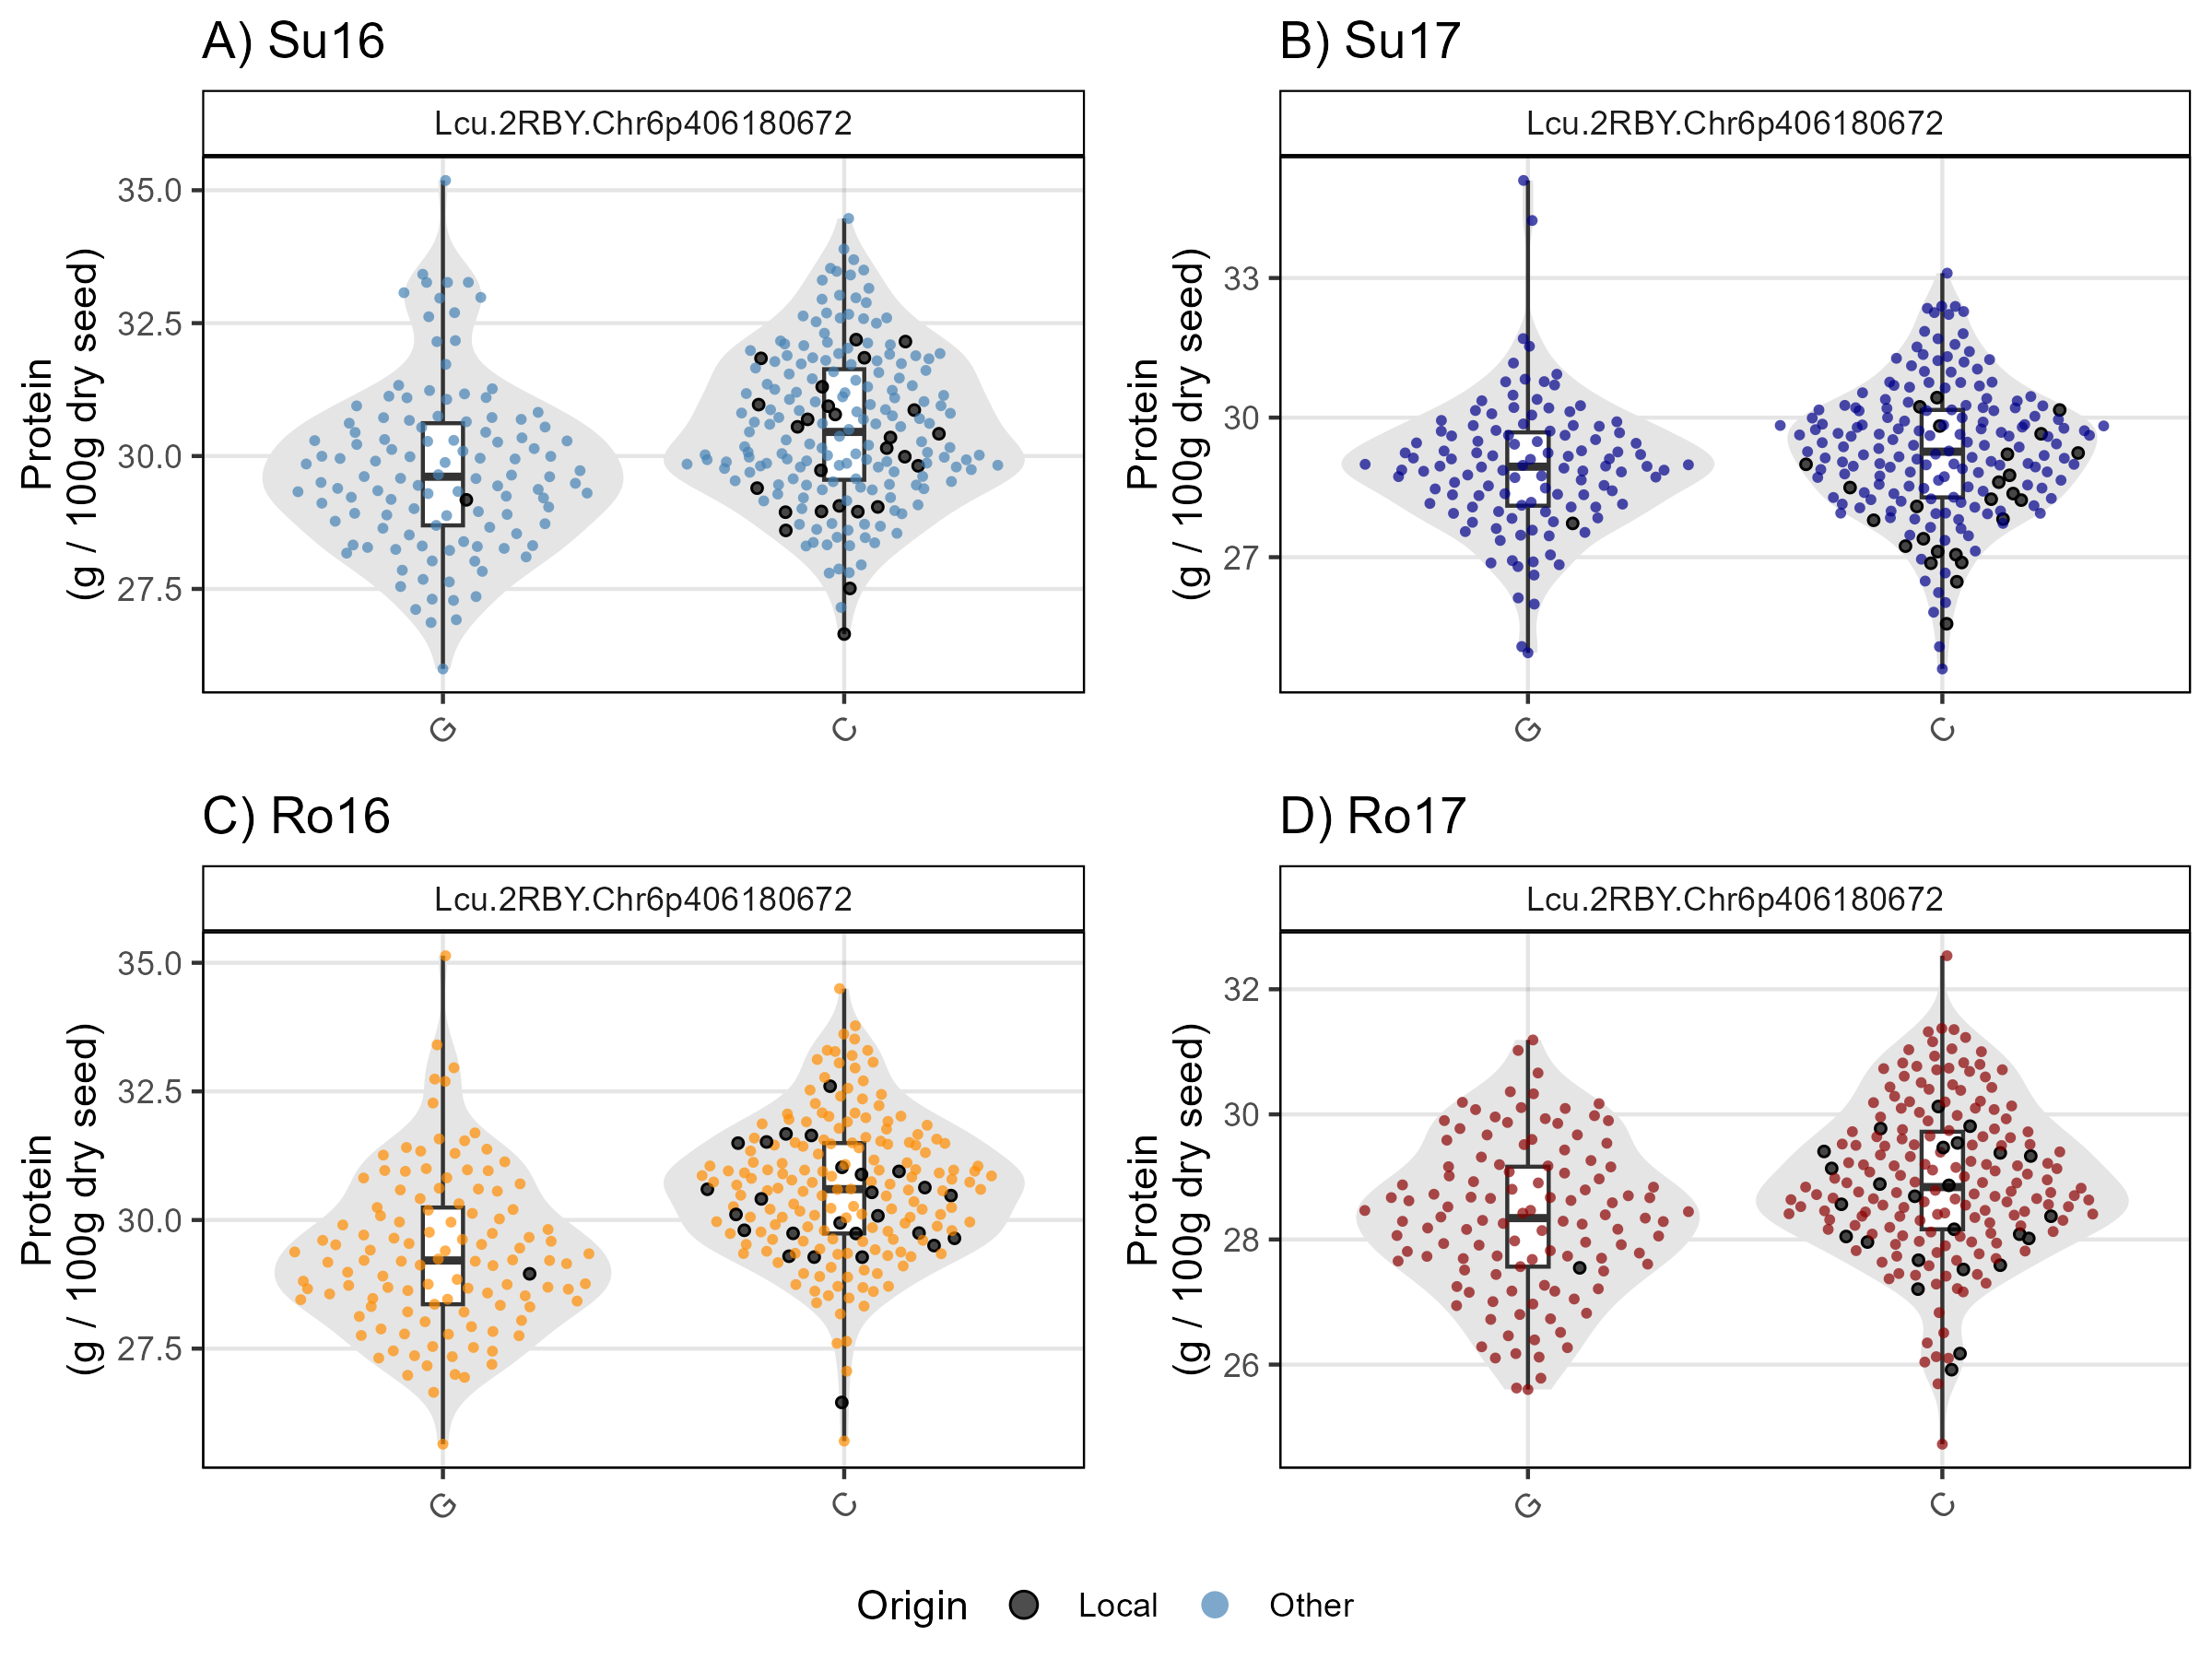 A) Su16
Lcu.2RBY.Chr6p406180672
Protein
(g / 100g dry seed)
35.0
32.5
30.0
27.5
G
C
B) Su17
Lcu.2RBY.Chr6p406180672
Protein
(g / 100g dry seed)
33
30
27
G
C
C) Ro16
Lcu.2RBY.Chr6p406180672
Protein
(g / 100g dry seed)
35.0
32.5
30.0
27.5
G
C
D) Ro17
Lcu.2RBY.Chr6p406180672
Protein
(g / 100g dry seed)
32
30
28
26
G
C
Origin Local Other